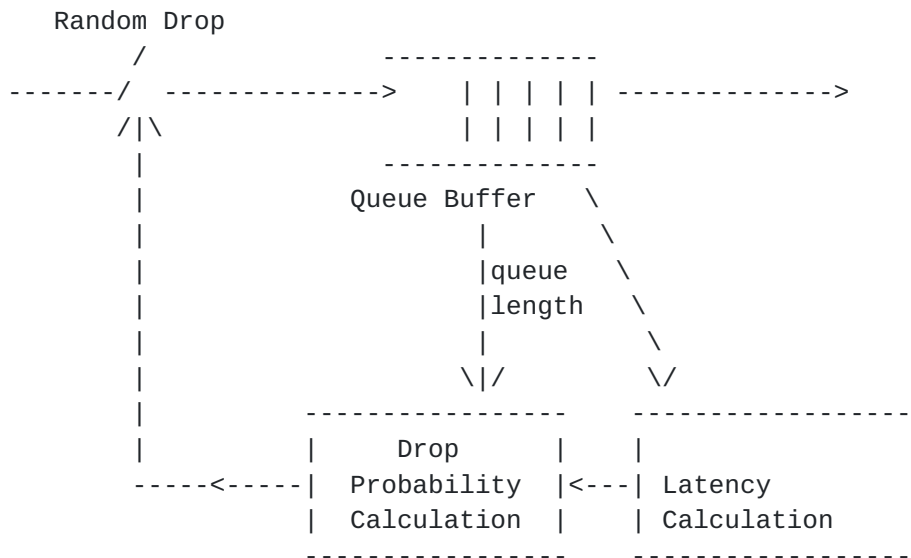 Random Drop
Queue Buffer
queue
length
Drop
Probability Latency
Calculation Calculation